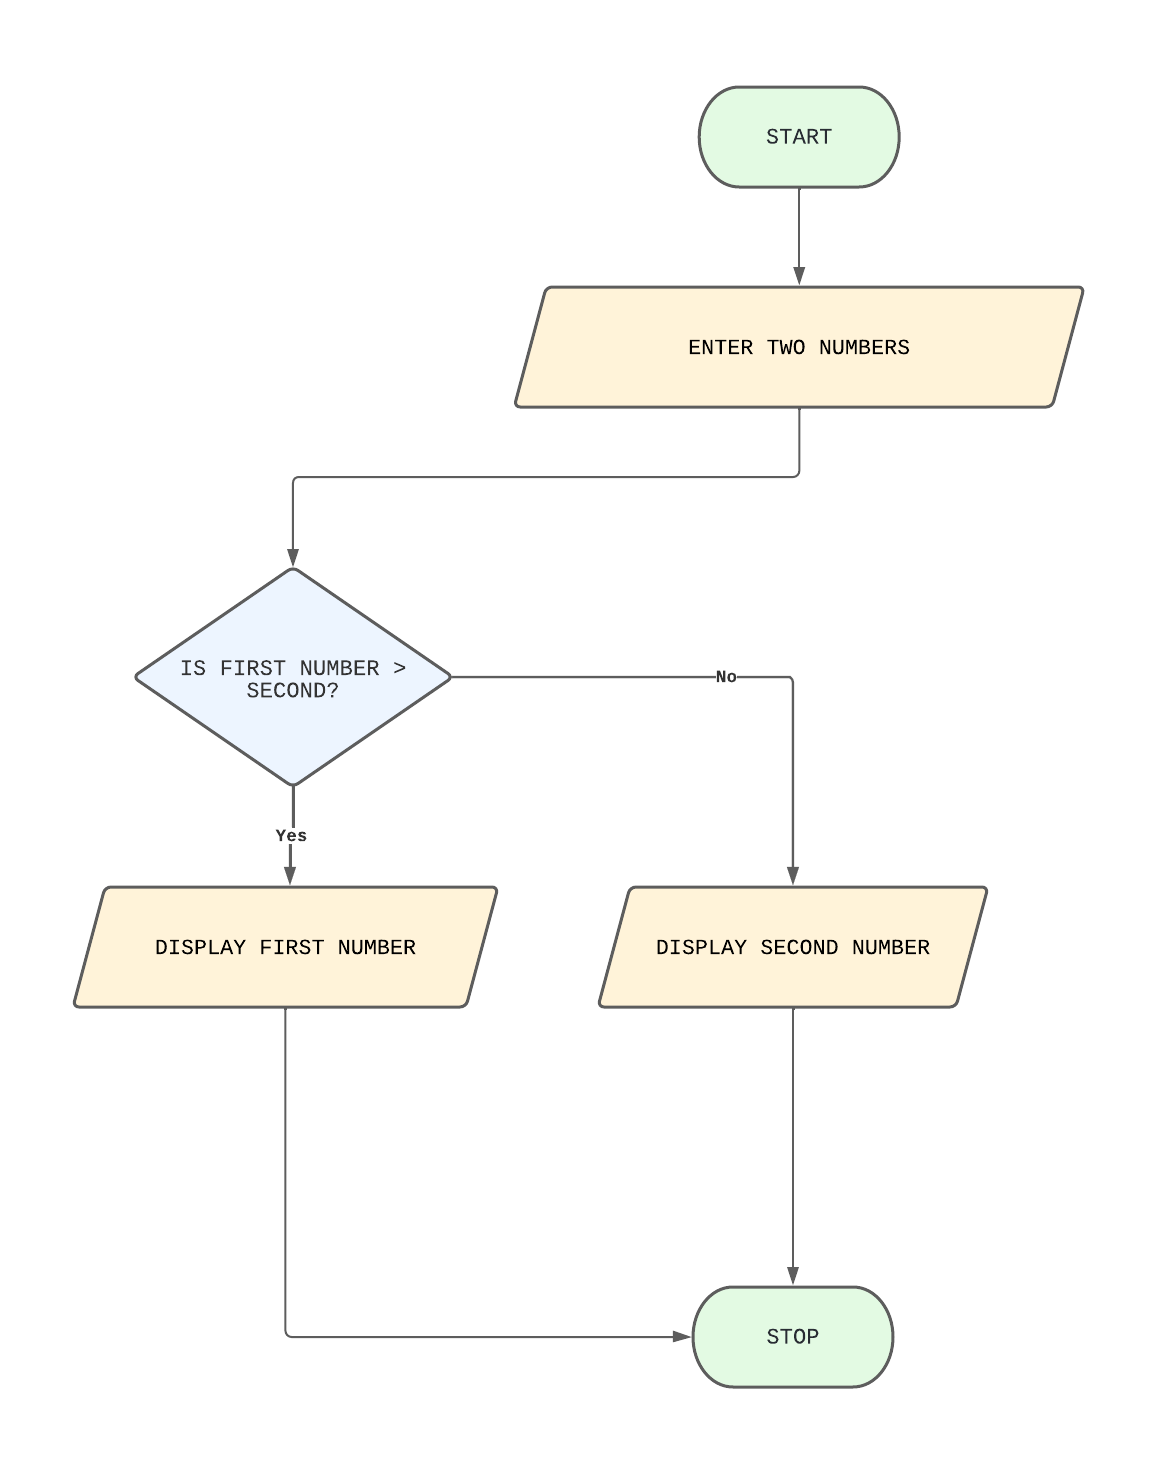 START
ENTER TWO NUMBERS
IS FIRST NUMBER >
SECOND?
No
Yes
DISPLAY FIRST NUMBER
DISPLAY SECOND NUMBER
STOP